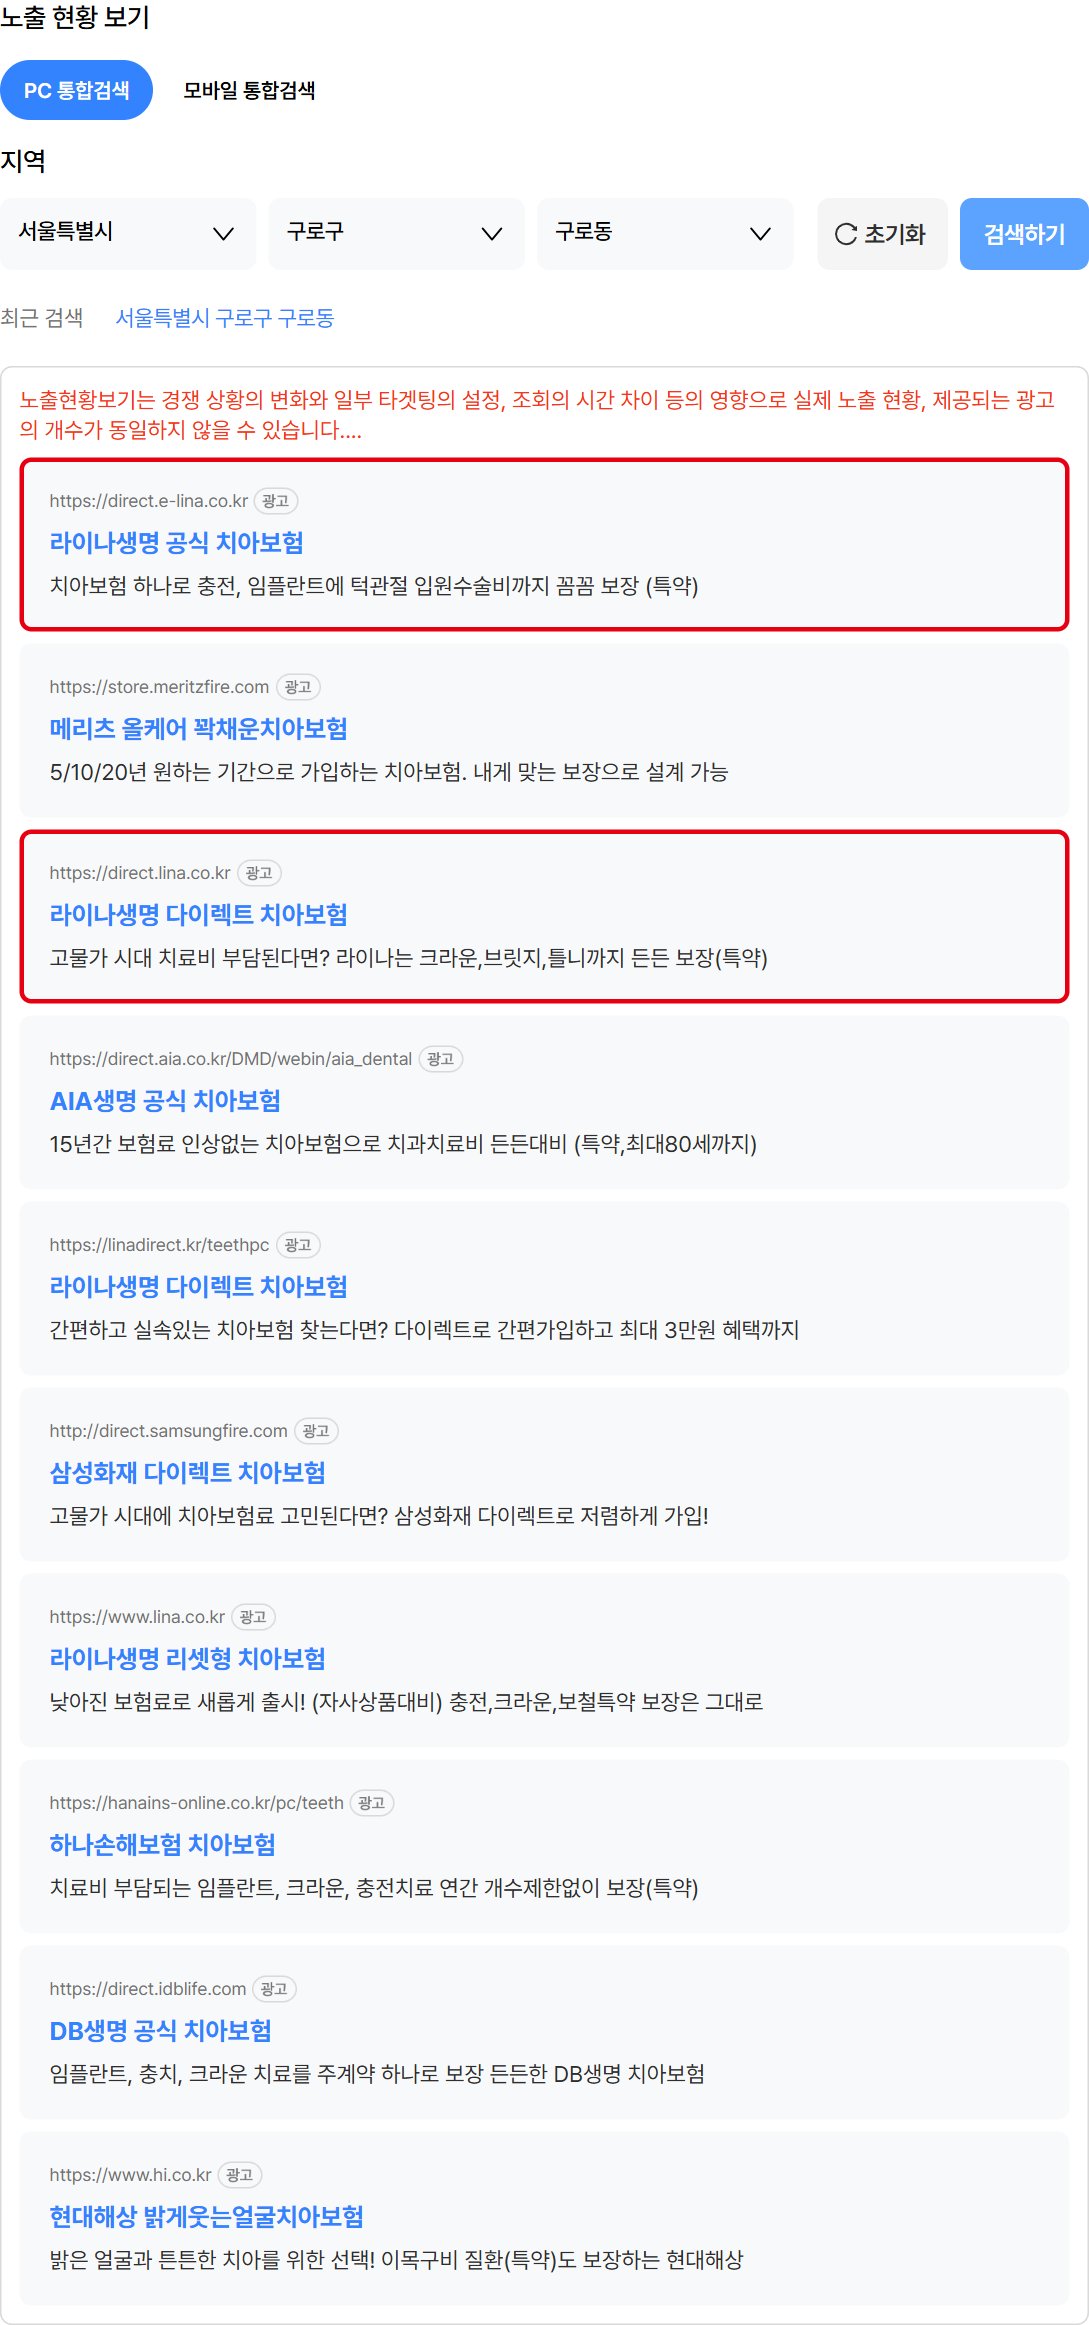 노출 현황 보기
PC 통합검색 모바일 통합검색
지역
서울특별시 구로구 구로동 초기화 검색하기
최근 검색 서울특별시 구로구 구로동
노출현황보기는 경쟁 상황의 변화와 일부 타겟팅의 설정, 조회의 시간 차이 등의 영향으로 실제 노출 현황, 제공되는 광고
의 개수가 동일하지 않을 수 있습니다....
https://direct.e-lina.co.kr 광고
라이나생명 공식 치아보험
치아보험 하나로 충전, 임플란트에 턱관절 입원수술비까지 꼼꼼 보장 (특약)
https://store.meritzfire.com 광고
메리츠 올케어 꽉채운치아보험
5/10/20년 원하는 기간으로 가입하는 치아보험. 내게 맞는 보장으로 설계 가능
https://direct.lina.co.kr 광고
라이나생명 다이렉트 치아보험
고물가 시대 치료비 부담된다면? 라이나는 크라운,브릿지,틀니까지 든든 보장(특약)
https://direct.aia.co.kr/DMD/webin/aia_dental 광고
AIA생명 공식 치아보험
15년간 보험료 인상없는 치아보험으로 치과치료비 든든대비 (특약,최대80세까지)
https://linadirect.kr/teethpc 광고
라이나생명 다이렉트 치아보험
간편하고 실속있는 치아보험 찾는다면? 다이렉트로 간편가입하고 최대 3만원 혜택까지
http://direct.samsungfire.com 광고
삼성화재 다이렉트 치아보험
고물가 시대에 치아보험료 고민된다면? 삼성화재 다이렉트로 저렴하게 가입!
https://www.lina.co.kr 광고
라이나생명 리셋형 치아보험
낮아진 보험료로 새롭게 출시! (자사상품대비) 충전,크라운,보철특약 보장은 그대로
https://hanains-online.co.kr/pc/teeth 광고
하나손해보험 치아보험
치료비 부담되는 임플란트, 크라운, 충전치료 연간 개수제한없이 보장(특약)
https://direct.idblife.com 광고
DB생명 공식 치아보험
임플란트, 충치, 크라운 치료를 주계약 하나로 보장 든든한 DB생명 치아보험
https://www.hi.co.kr 광고
현대해상 밝게웃는얼굴치아보험
밝은 얼굴과 튼튼한 치아를 위한 선택! 이목구비 질환(특약)도 보장하는 현대해상